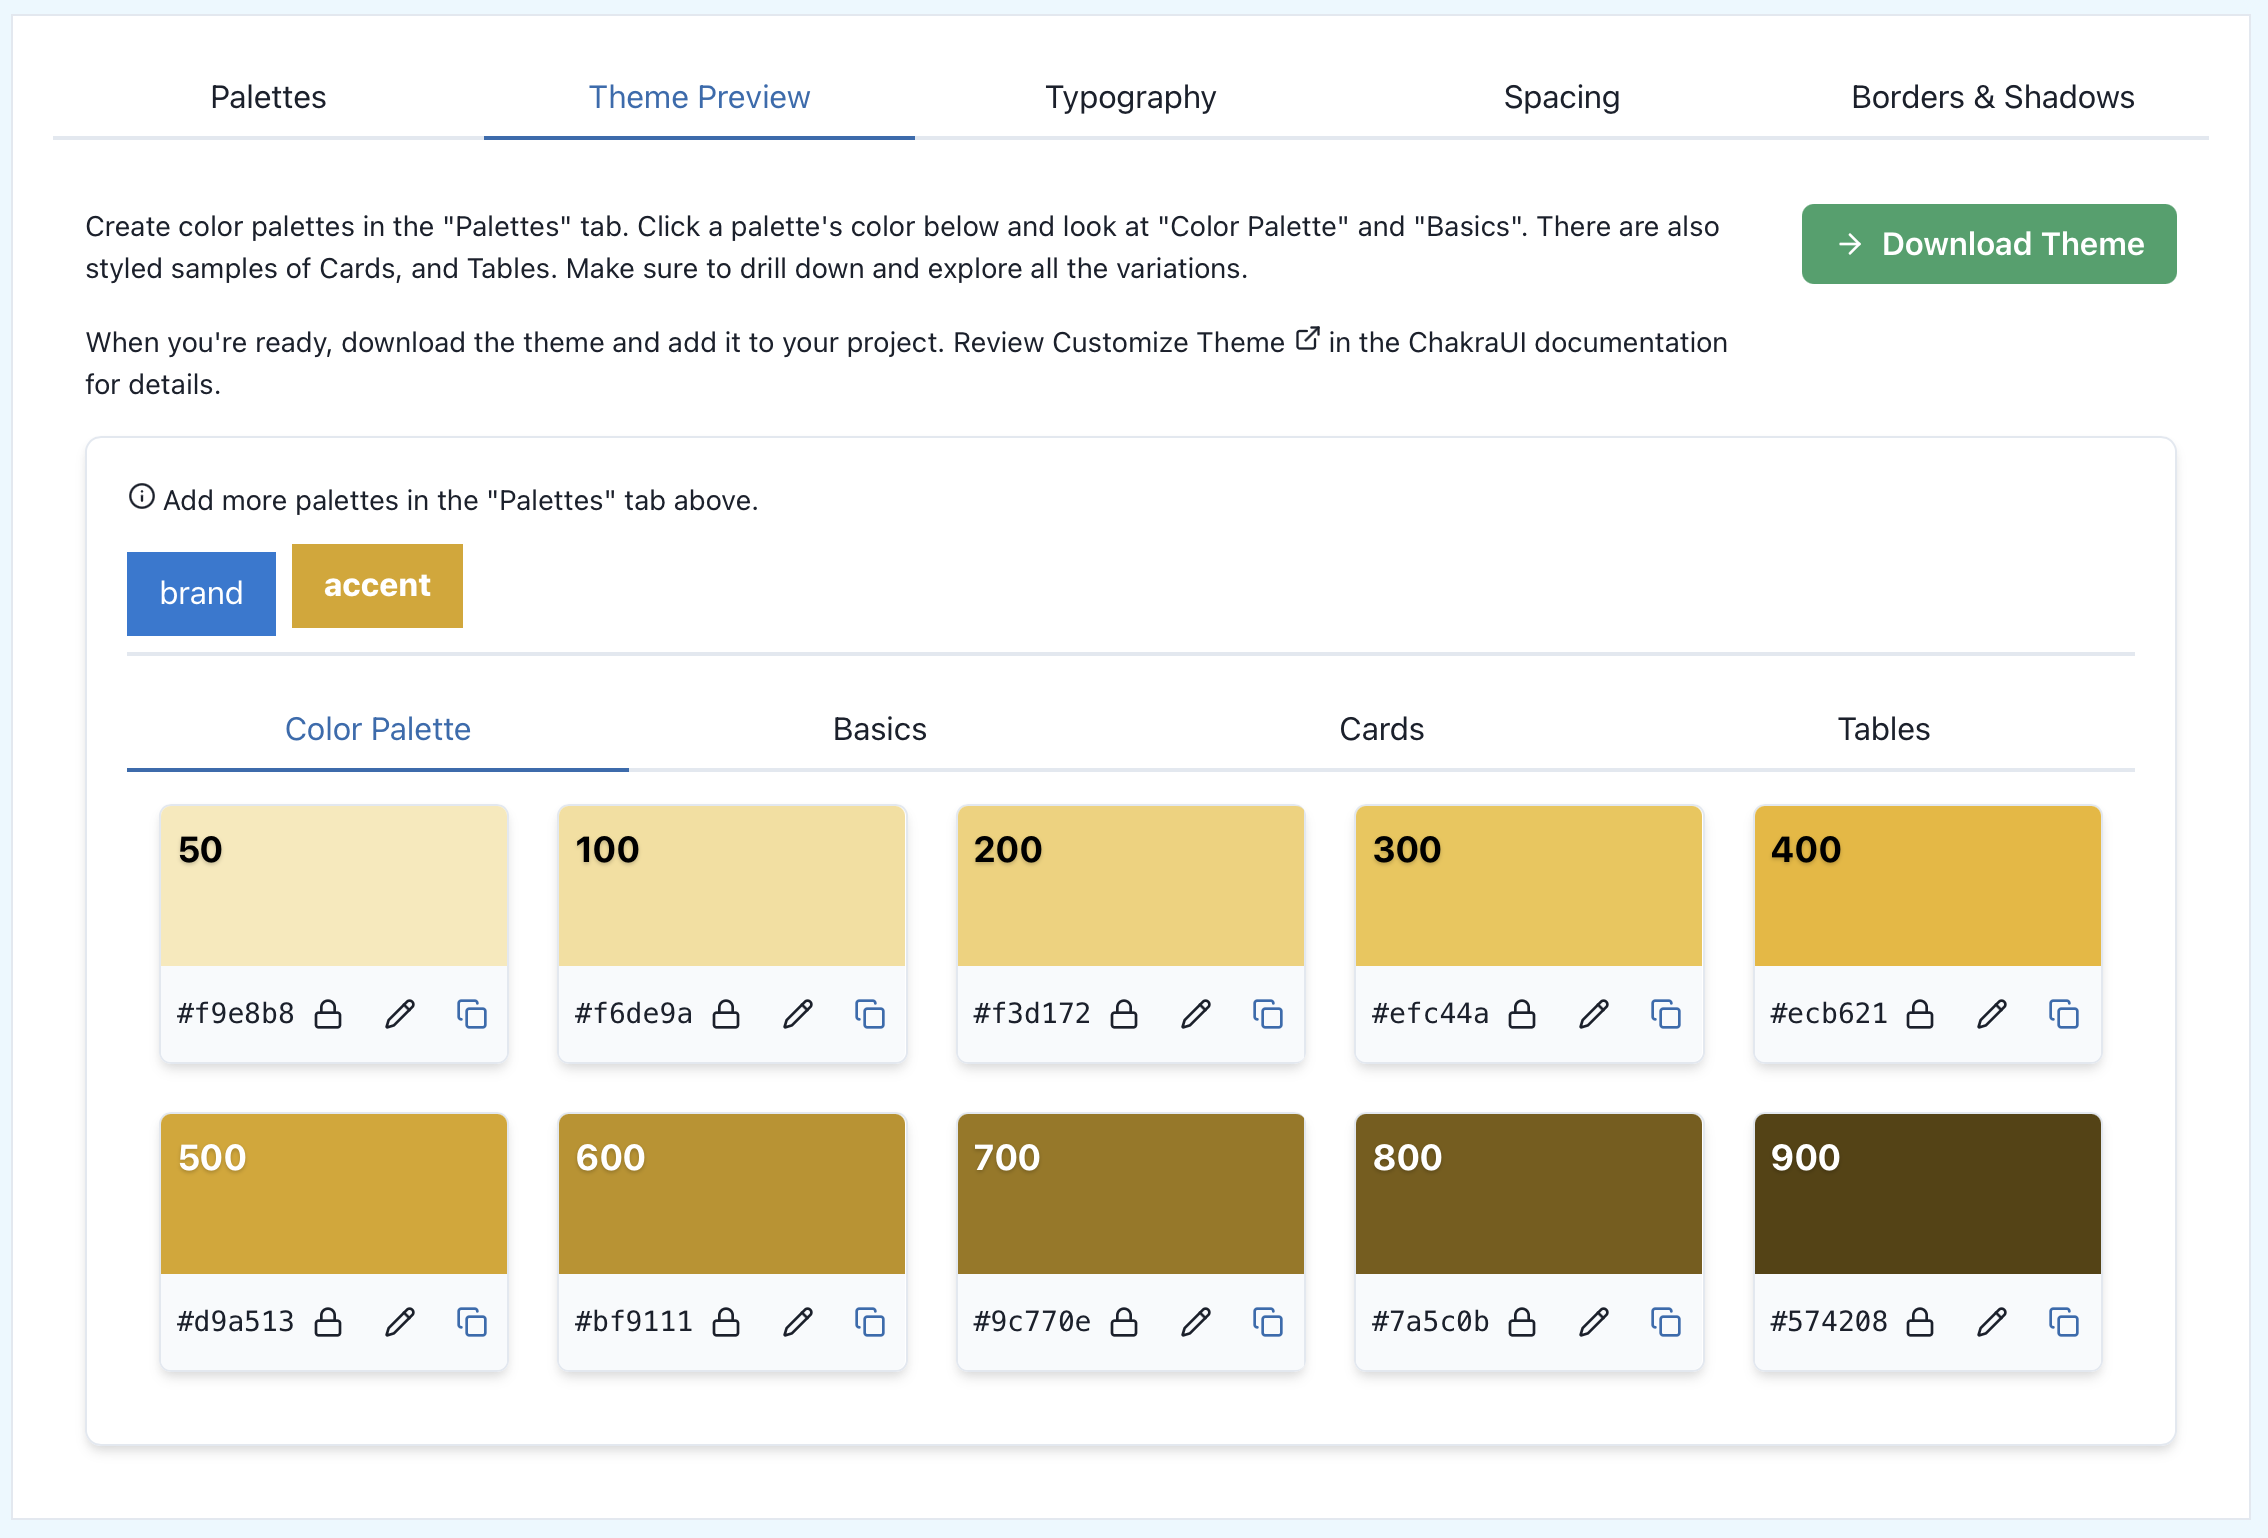 Palettes
Theme Preview
Typography
Spacing
Borders & Shadows
Create color palettes in the "Palettes" tab. Click a palette's color below and look at "Color Palette" and "Basics". There are also
styled samples of Cards, and Tables. Make sure to drill down and explore all the variations.
Download Theme
When you're ready, download the theme and add it to your project. Review Customize Theme in the ChakraUI documentation
for details.
Add more palettes in the "Palettes" tab above.
brand
accent
Color Palette
Basics
Cards
Tables
50
100
200
300
400
#f9e8b8
#f6de9a
#f3d172
#efc44a
#ecb621
500
600
700
800
900
#d9a513
#bf9111
#9c770e
#7a5c0b
#574208